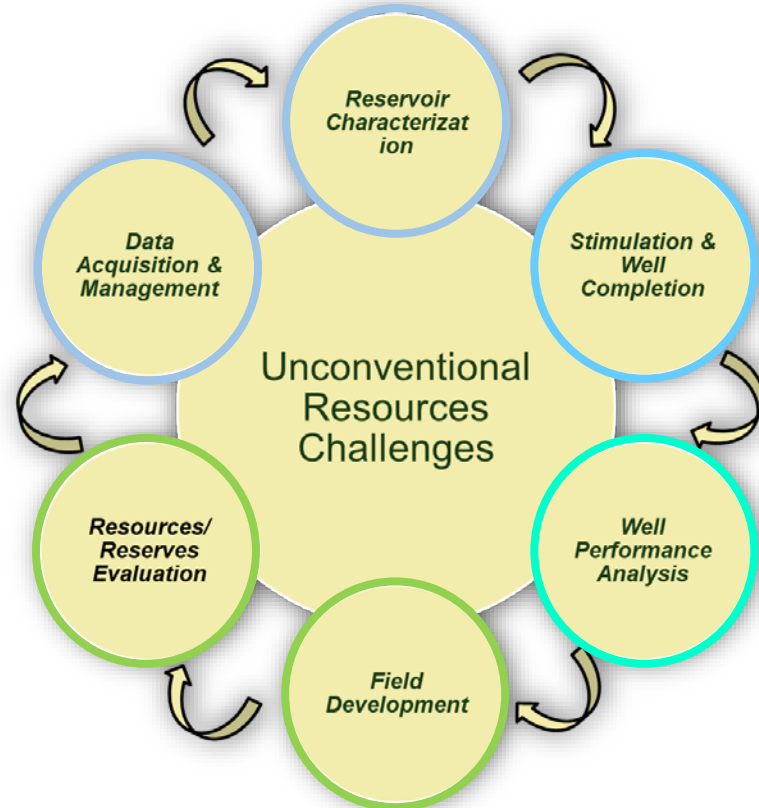 Reservoir
Characterizat
ion
Stimulation &
Well
Completion
Well
Performance
Analysis
Field
Development
Resources/
Reserves
Evaluation
Data
Acquisition &
Management
Unconventional
Resources
Challenges